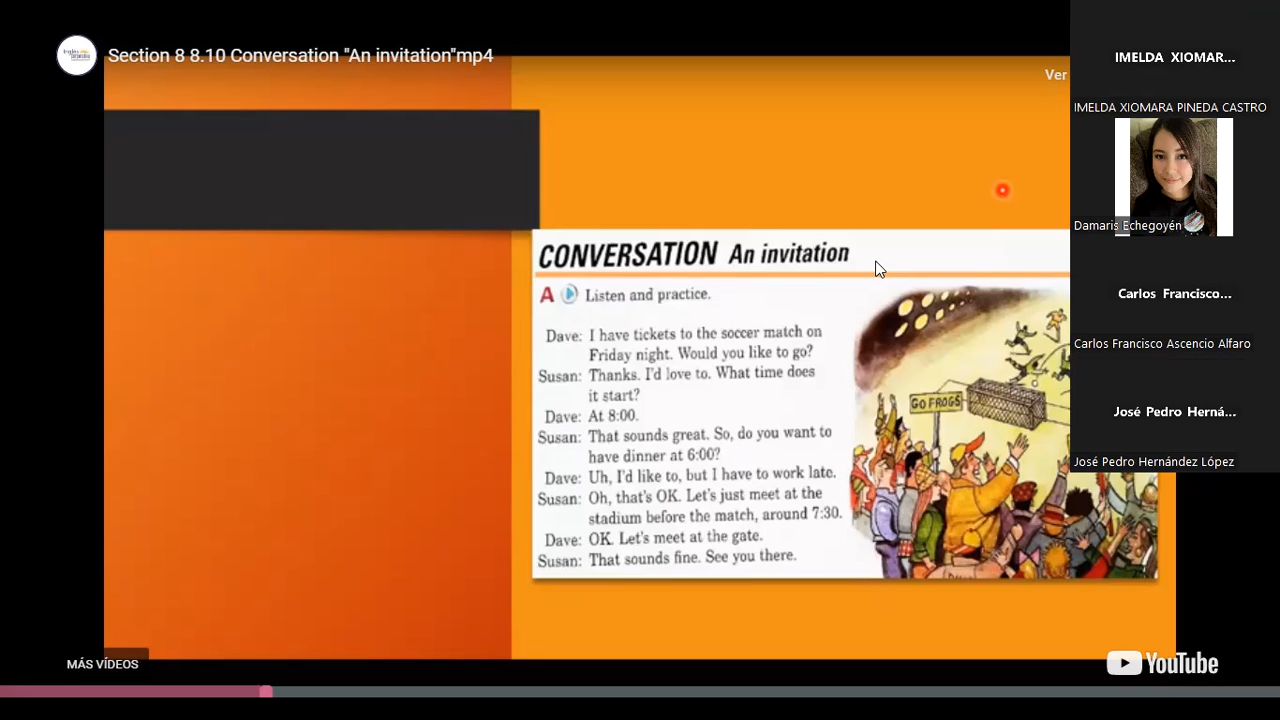 Section 8 8.10 Conversation "An invitation"mp4
Ver
CONVERSATION An invitation
A Listen and practice.
Dave: I have tickets to the soccer match on
Friday night. Would you like to go?
Susan: Thanks. I'd love to. What time does
it start?
Dave: At 8:00.
Susan: That sounds great. So, do you want to
have dinner at 6:00?
Dave: Uh, I'd like to, but I have to work late.
Susan: Oh, that's OK. Let's just meet at the
stadium before the match, around 7:30.
Dave: OK. Let's meet at the gate.
Susan: That sounds fine. See you there.
GO FROGS
IMELDA XIOMAR...
IMELDA XIOMARA PINEDA CASTRO
Damaris Echegoyén
Carlos Francisco...
Carlos Francisco Ascencio Alfaro
José Pedro Herná...
José Pedro Hernández López
MÁS VÍDEOS
YouTube